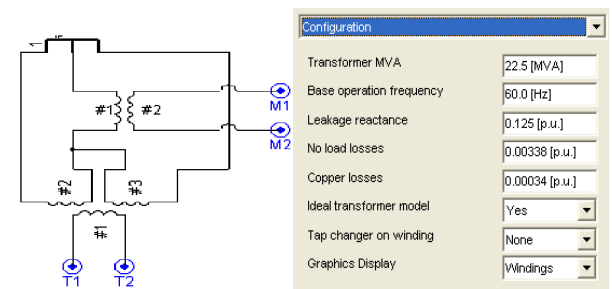 #1
#2
M1
M2
#2
#3
#1
T1
T2
Configuration
Transformer MVA
22.5 [MVA]
Base operation frequency
60.0 [Hz]
Leakage reactance
0.125 [p.u.]
No load losses
0.00338 [p.u.]
Copper losses
0.00034 [p.u.]
Ideal transformer model
Yes
Tap changer on winding
None
Graphics Display
Windings